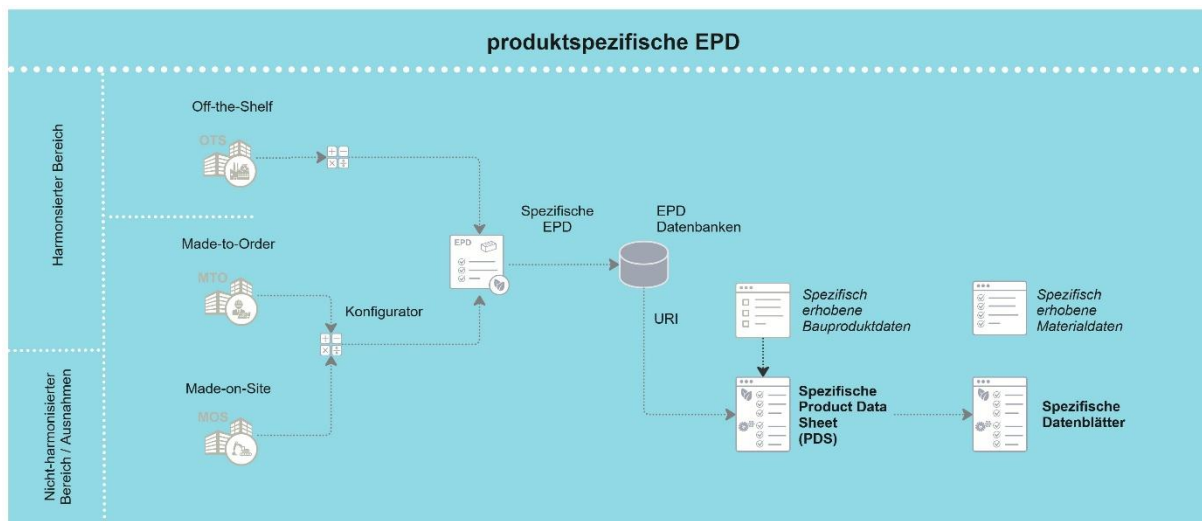 produktspezifische EPD
Harmonsierter Bereich
Nicht-harmonisierter
Bereich / Ausnahmen
Off-the-Shelf
OTS
Made-to-Order
MTO
Konfigurator
Made-on-Site
MOS
EPD
Spezifische
EPD
EPD
Datenbanken
URI
Spezifisch
erhobene
Bauproduktdaten
Spezifisch
erhobene
Materialdaten
Spezifische
Product Data
Sheet
(PDS)
Spezifische
Datenblätter